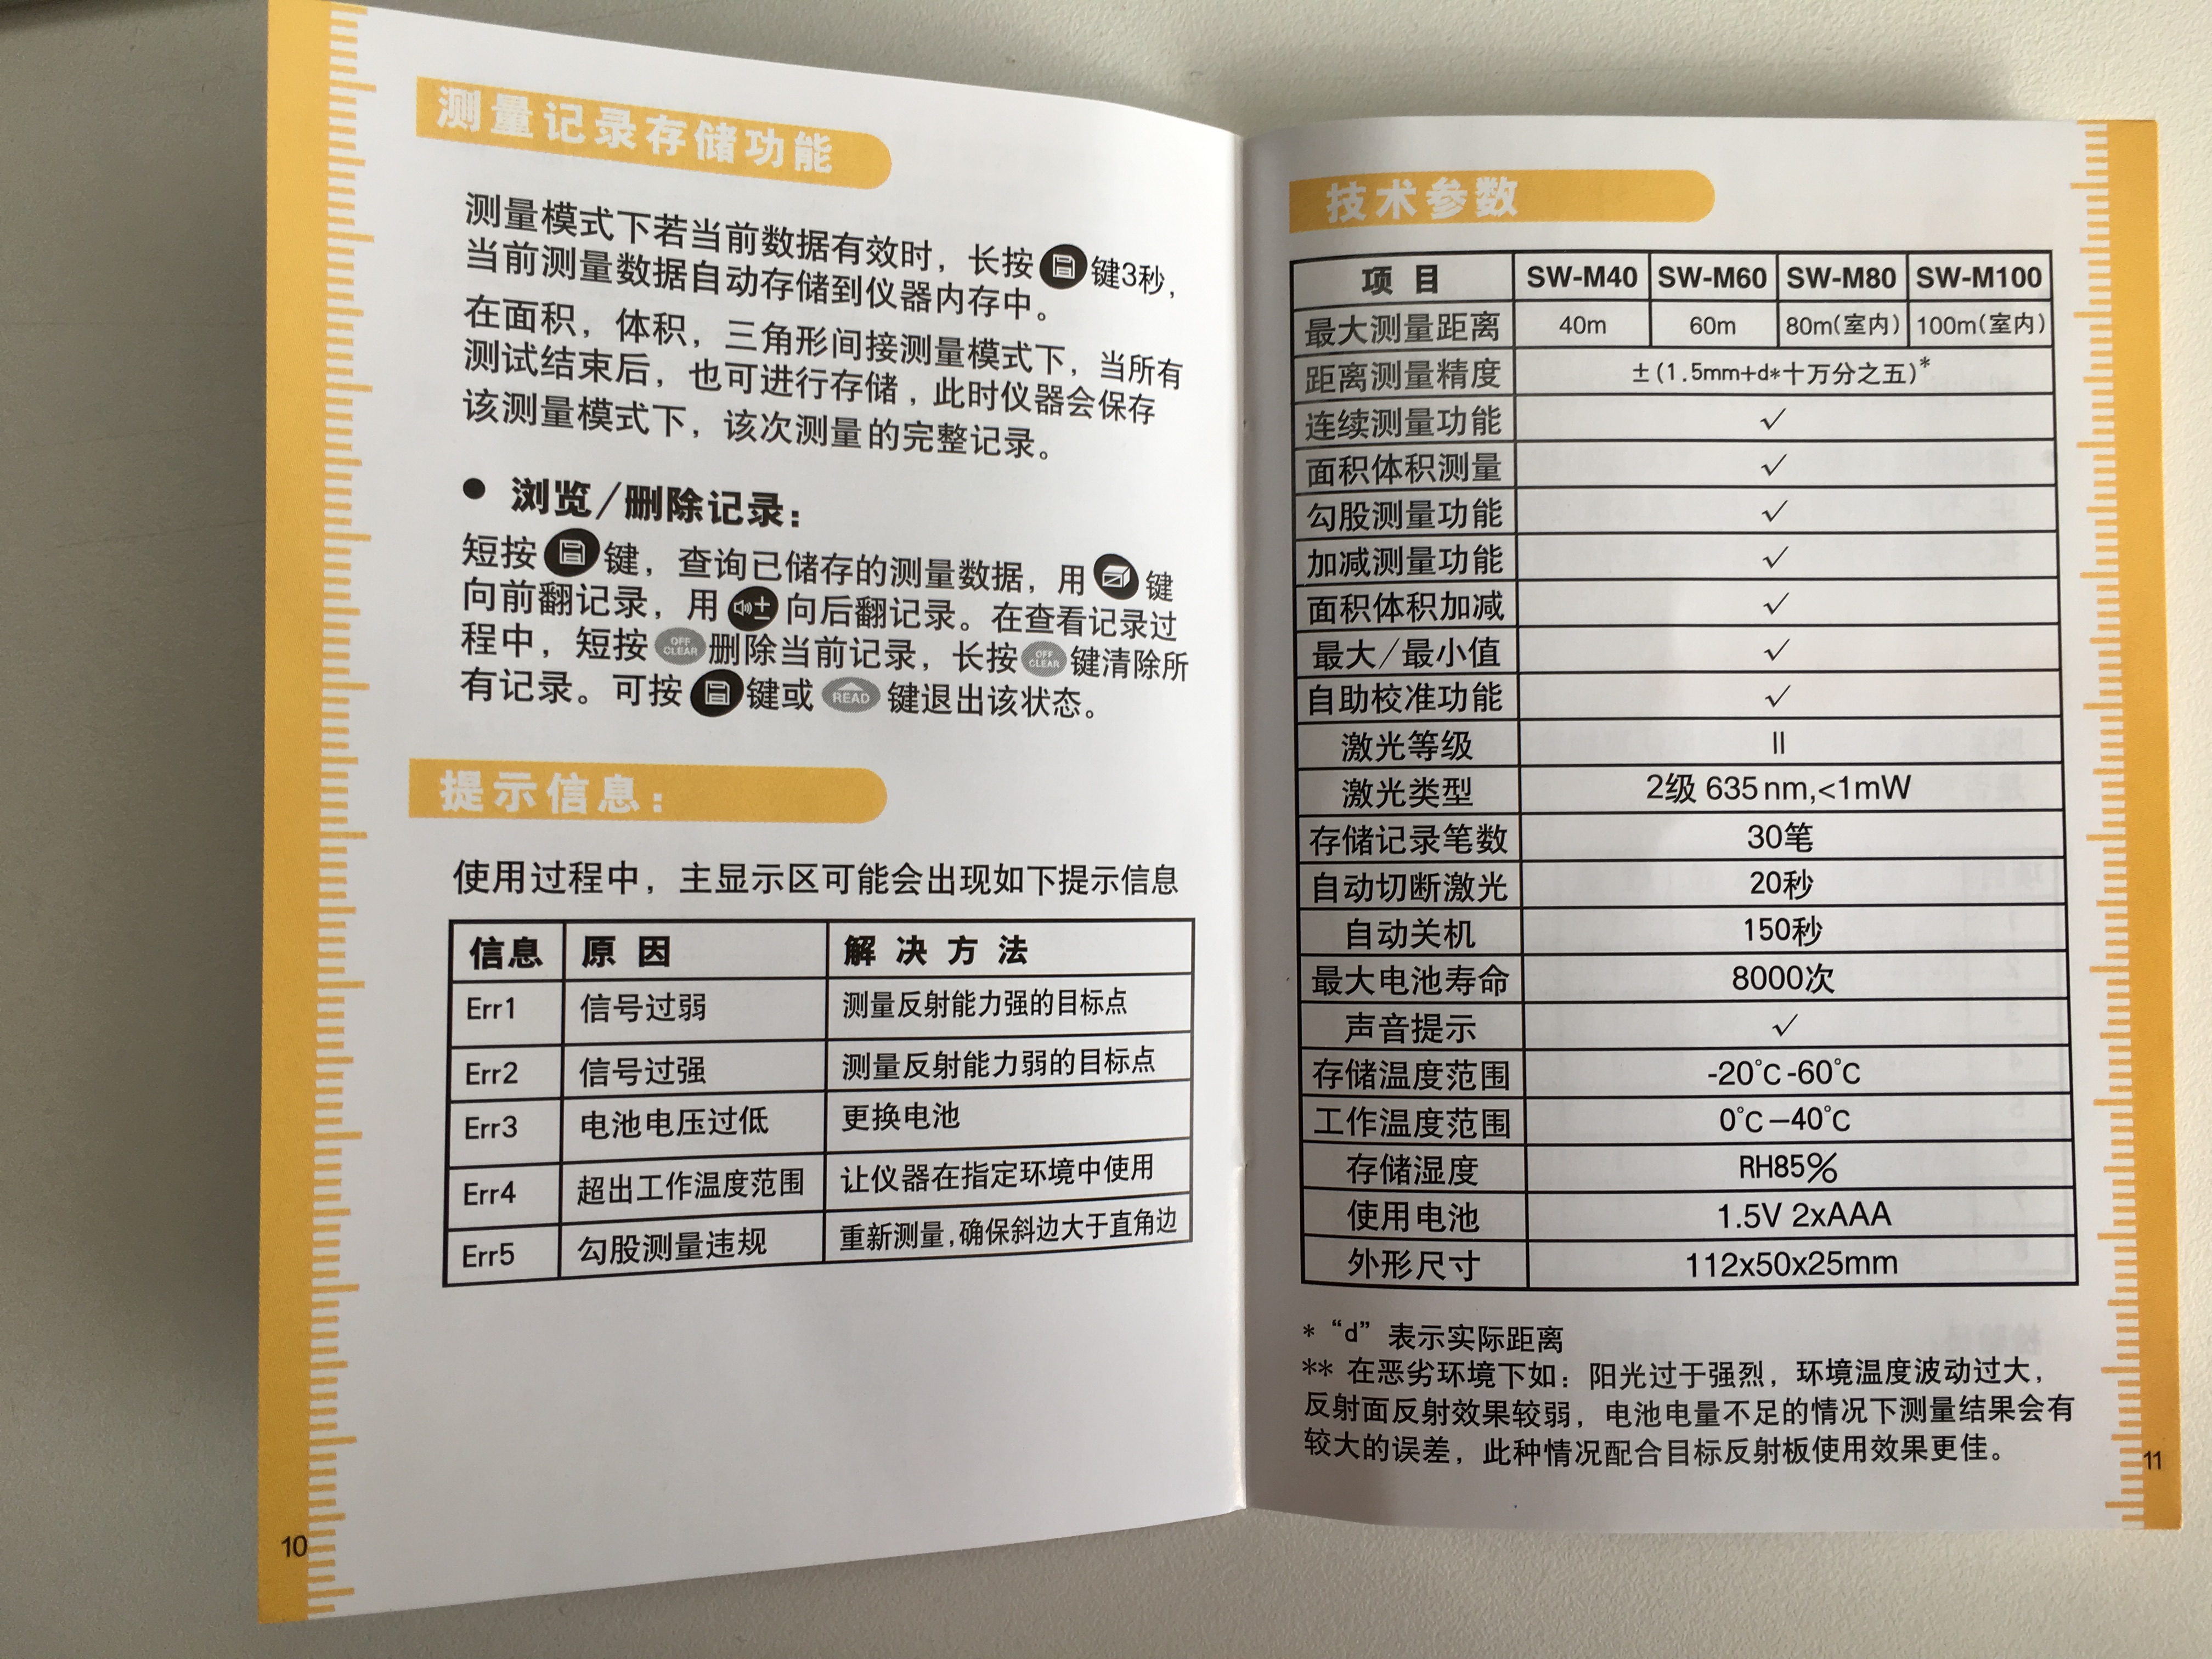 测量记录存储功能
测量模式下若当前数据有效时，长按 键3秒，
当前测量数据自动存储到仪器内存中。
在面积，体积，三角形间接测量模式下，当所有
测试结束后，也可进行存储，此时仪器会保存
该测量模式下，该次测量的完整记录。
● 浏览/删除记录：
短按 键，查询已储存的测量数据，用 键
向前翻记录，用 向后翻记录。在查看记录过
程中，短按 OFF CLEAR 删除当前记录，长按 OFF CLEAR 键清除所
有记录。可按 键或 READ 键退出该状态。
提示信息：
使用过程中，主显示区可能会出现如下提示信息
信息 原 因 解 决 方 法
Err1 信号过弱 测量反射能力强的目标点
Err2 信号过强 测量反射能力弱的目标点
Err3 电池电压过低 更换电池
Err4 超出工作温度范围 让仪器在指定环境中使用
Err5 勾股测量违规 重新测量,确保斜边大于直角边
10
技术参数
项 目 SW-M40 SW-M60 SW-M80 SW-M100
最大测量距离 40m 60m 80m(室内) 100m(室内)
距离测量精度 ±(1.5mm+d*十万分之五)*
连续测量功能 √
面积体积测量 √
勾股测量功能 √
加减测量功能 √
面积体积加减 √
最大/最小值 √
自助校准功能 √
激光等级 II
激光类型 2级 635nm,<1mW
存储记录笔数 30笔
自动切断激光 20秒
自动关机 150秒
最大电池寿命 8000次
声音提示 √
存储温度范围 -20°C-60°C
工作温度范围 0°C—40°C
存储湿度 RH85%
使用电池 1.5V 2xAAA
外形尺寸 112x50x25mm
* “d” 表示实际距离
** 在恶劣环境下如：阳光过于强烈，环境温度波动过大，
反射面反射效果较弱，电池电量不足的情况下测量结果会有
较大的误差，此种情况配合目标反射板使用效果更佳。
11